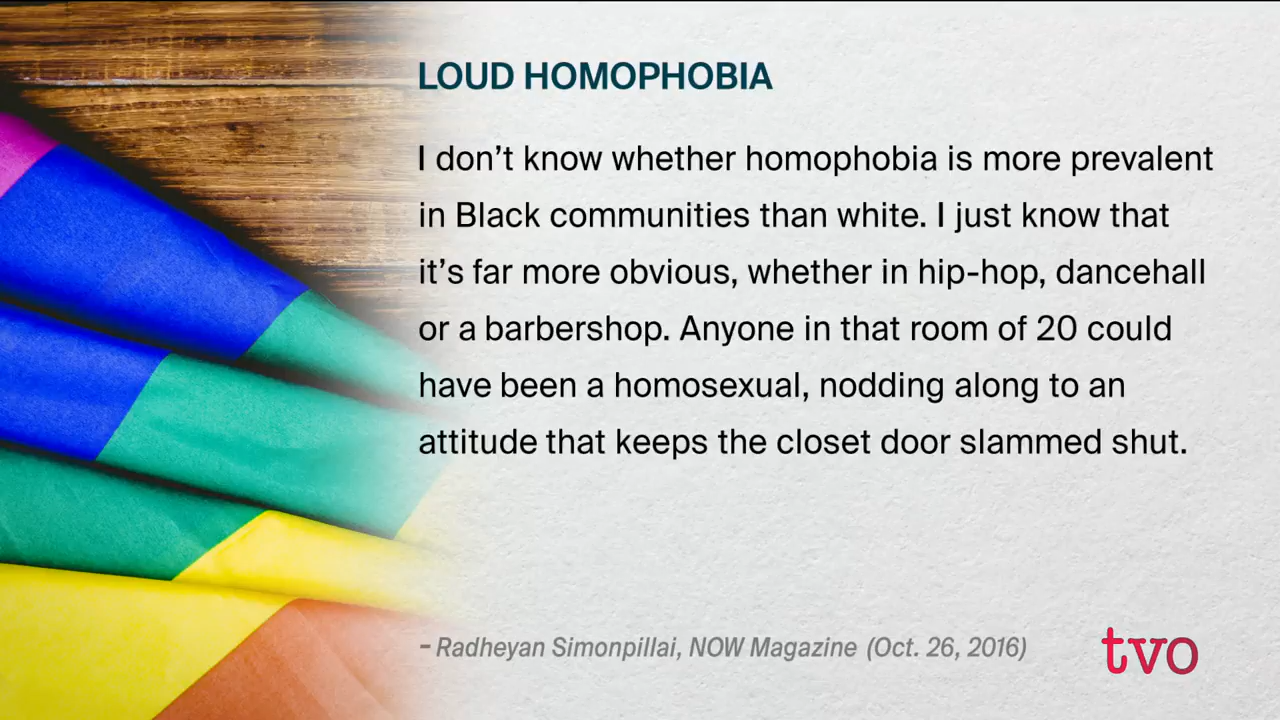 LOUD HOMOPHOBIA
I don't know whether homophobia is more prevalent
in Black communities than white. I just know that
it's far more obvious, whether in hip-hop, dancehall
or a barbershop. Anyone in that room of 20 could
have been a homosexual, nodding along to an
attitude that keeps the closet door slammed shut.
– Radheyan Simonpillai, NOW Magazine (Oct. 26, 2016)
tvo